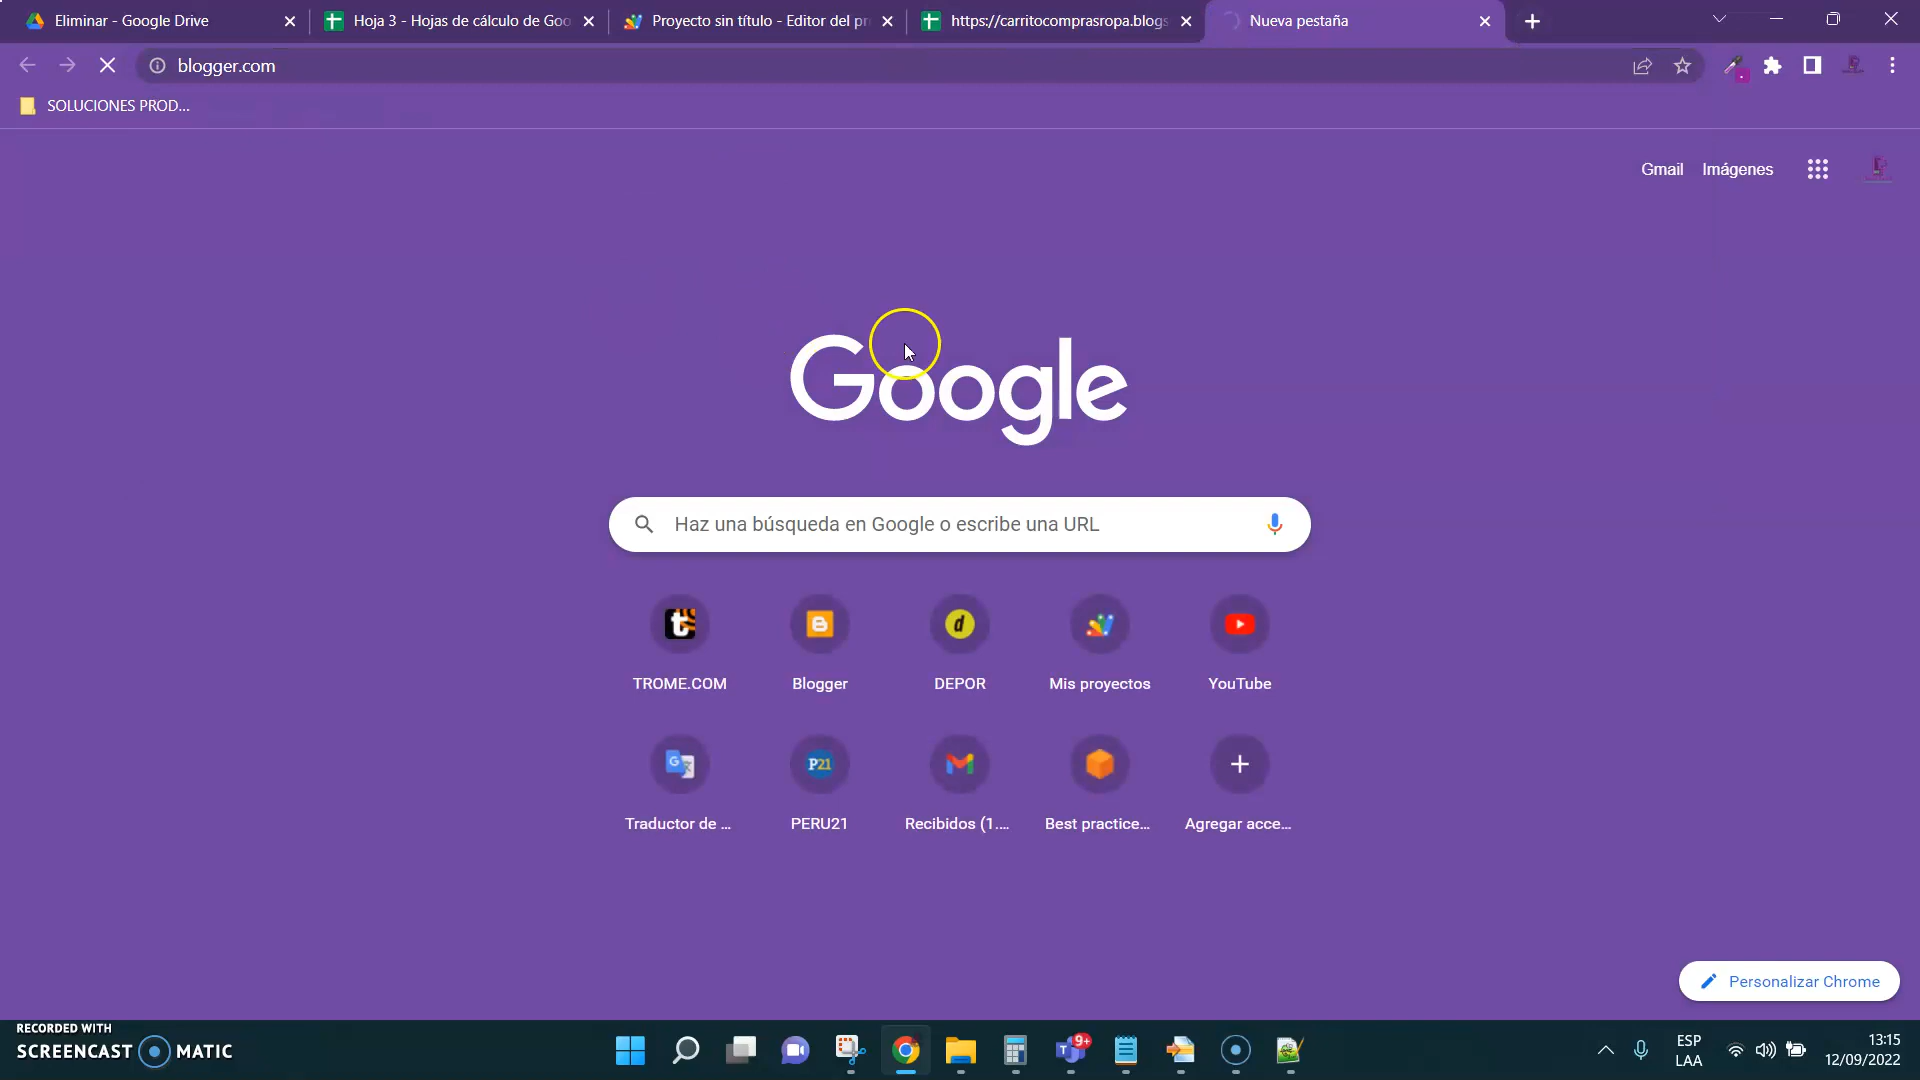 Eliminar - Google Drive
Hoja 3 - Hojas de cálculo de Goo
Proyecto sin título - Editor del pr
https://carritocomprasropa.blogs
Nueva pestaña
blogger.com
SOLUCIONES PROD...
Gmail
Imágenes
Google
Haz una búsqueda en Google o escribe una URL
TROME.COM
Blogger
DEPOR
Mis proyectos
YouTube
P21
Traductor de ...
PERU21
Recibidos (1....
Best practice...
Agregar acce...
Personalizar Chrome
RECORDED WITH
SCREENCAST MATIC
9+
ESP
LAA
13:15
12/09/2022